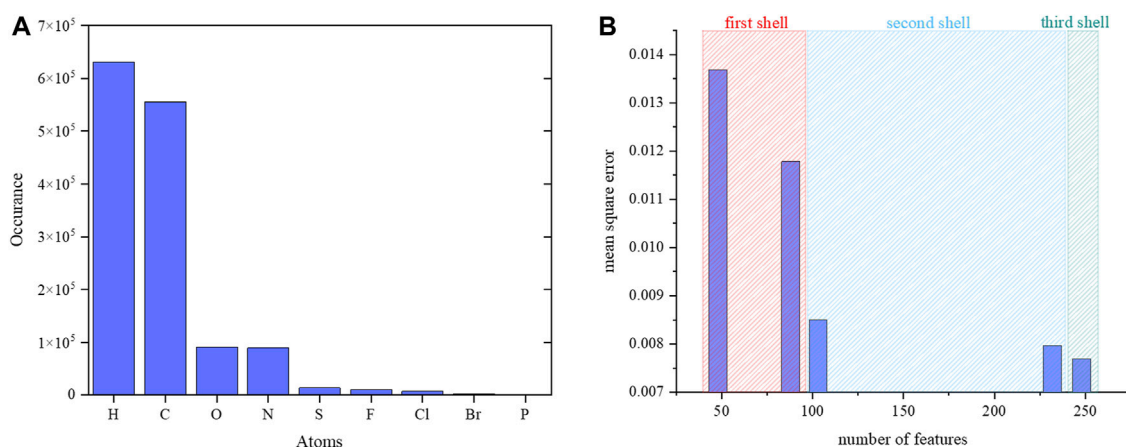 A
7×10⁵
6×10⁵
5×10⁵
4×10⁵
3×10⁵
2×10⁵
1×10⁵
0
Occurance
H C O N S F Cl Br P
Atoms
B
first shell second shell third shell
0.014
0.013
0.012
0.011
0.010
0.009
0.008
0.007
mean square error
50 100 150 200 250
number of features